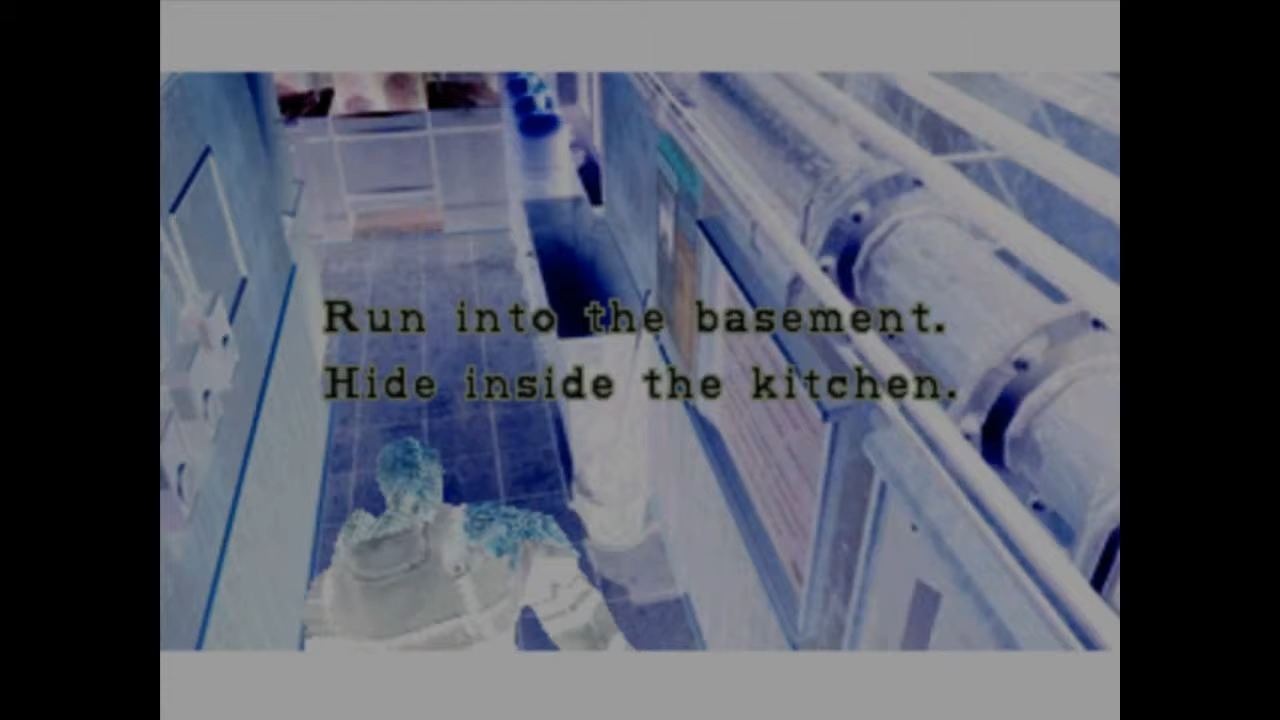 Run into the basement.
Hide inside the kitchen.